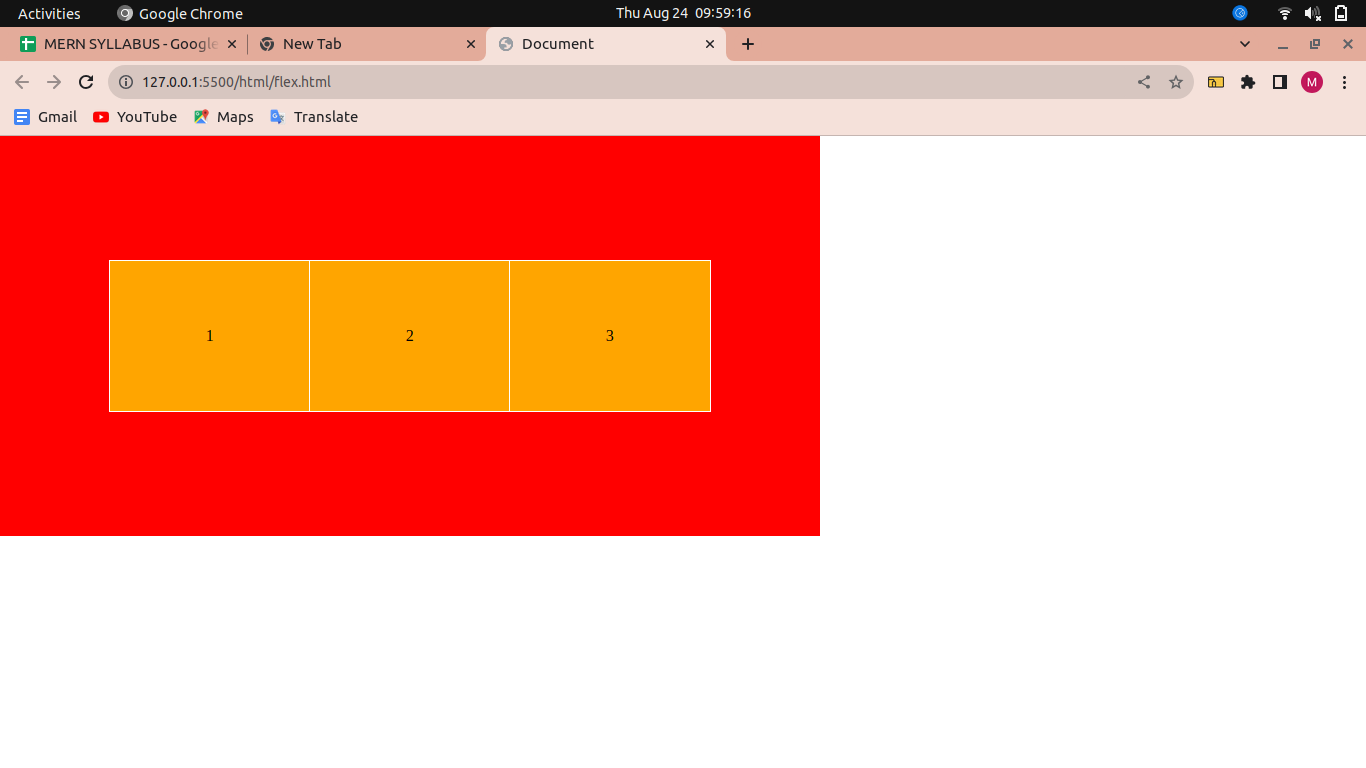 Activities Google Chrome Thu Aug 24 09:59:16
MERN SYLLABUS - Google New Tab Document
127.0.0.1:5500/html/flex.html M
Gmail YouTube Maps Translate
1 2 3